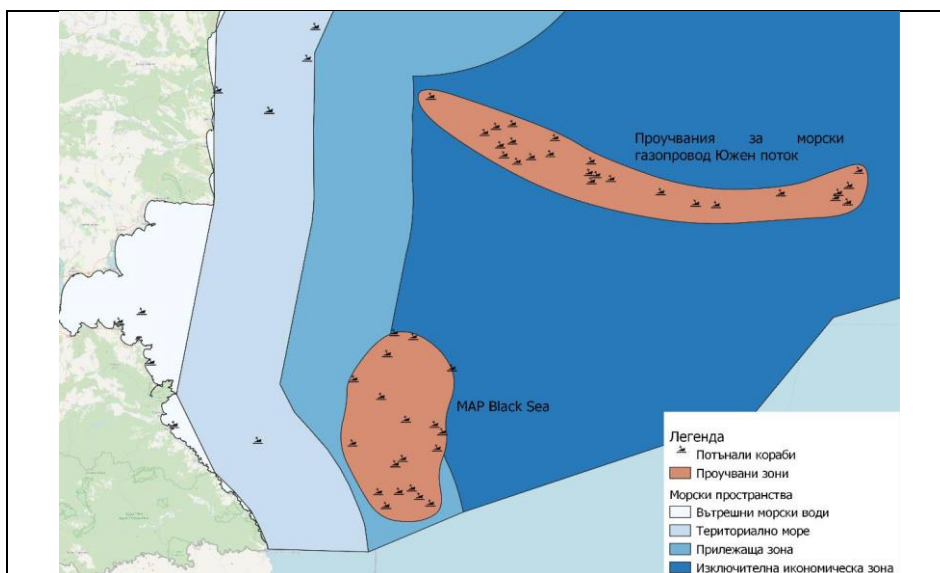 Проучвания за морски
газопровод Южен поток
MAP Black Sea
Легенда
Потънали кораби
Проучвани зони
Морски пространства
Вътрешни морски води
Териториално море
Прилежаща зона
Изключителна икономическа зона